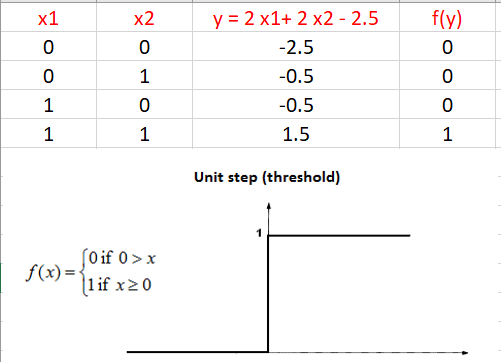 x1 x2 y = 2 x1+ 2 x2 - 2.5 f(y)
0 0 -2.5 0
0 1 -0.5 0
1 0 -0.5 0
1 1 1.5 1
Unit step (threshold)
1
f(x) = {0 if 0 > x
1 if x ≥ 0